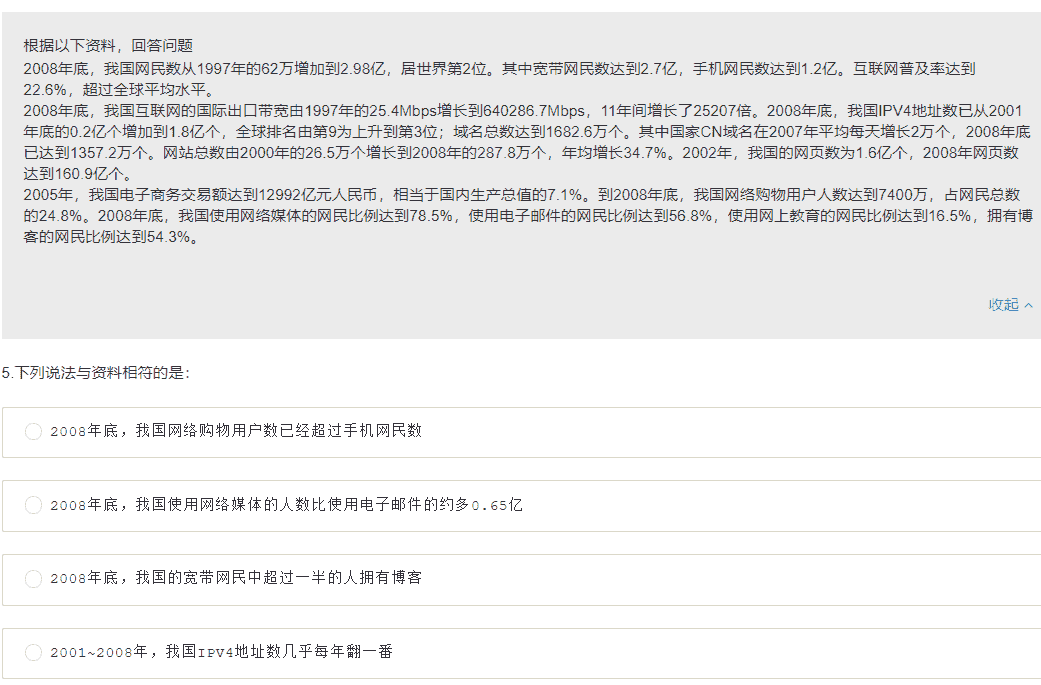 根据以下资料，回答问题
2008年底，我国网民数从1997年的62万增加到2.98亿，居世界第2位。其中宽带网民数达到2.7亿，手机网民数达到1.2亿。互联网普及率达到
22.6%，超过全球平均水平。
2008年底，我国互联网的国际出口带宽由1997年的25.4Mbps增长到640286.7Mbps，11年间增长了25207倍。2008年底，我国IPV4地址数已从2001
年底的0.2亿个增加到1.8亿个，全球排名由第9为上升到第3位；域名总数达到1682.6万个。其中国家CN域名在2007年平均每天增长2万个，2008年底
已达到1357.2万个。网站总数由2000年的26.5万个增长到2008年的287.8万个，年均增长34.7%。2002年，我国的网页数为1.6亿个，2008年网页数
达到160.9亿个。
2005年，我国电子商务交易额达到12992亿元人民币，相当于国内生产总值的7.1%。到2008年底，我国网络购物用户人数达到7400万，占网民总数
的24.8%。2008年底，我国使用网络媒体的网民比例达到78.5%，使用电子邮件的网民比例达到56.8%，使用网上教育的网民比例达到16.5%，拥有博
客的网民比例达到54.3%。
收起
5.下列说法与资料相符的是：
2008年底，我国网络购物用户数已经超过手机网民数
2008年底，我国使用网络媒体的人数比使用电子邮件的约多0.65亿
2008年底，我国的宽带网民中超过一半的人拥有博客
2001~2008年，我国IPV4地址数几乎每年翻一番